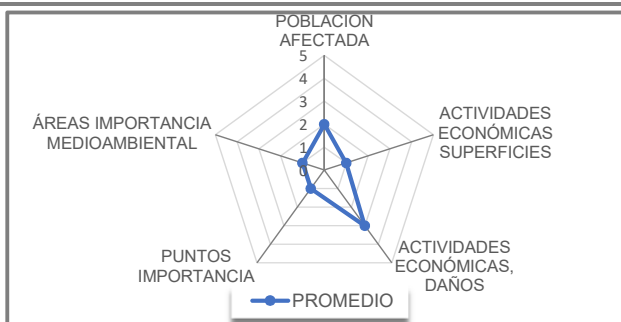 POBLACIÓN
AFECTADA
5
4
3
2
1
0
ACTIVIDADES
ECONÓMICAS
SUPERFICIES
ACTIVIDADES
ECONÓMICAS,
DAÑOS
PUNTOS
IMPORTANCIA
ÁREAS IMPORTANCIA
MEDIOAMBIENTAL
PROMEDIO